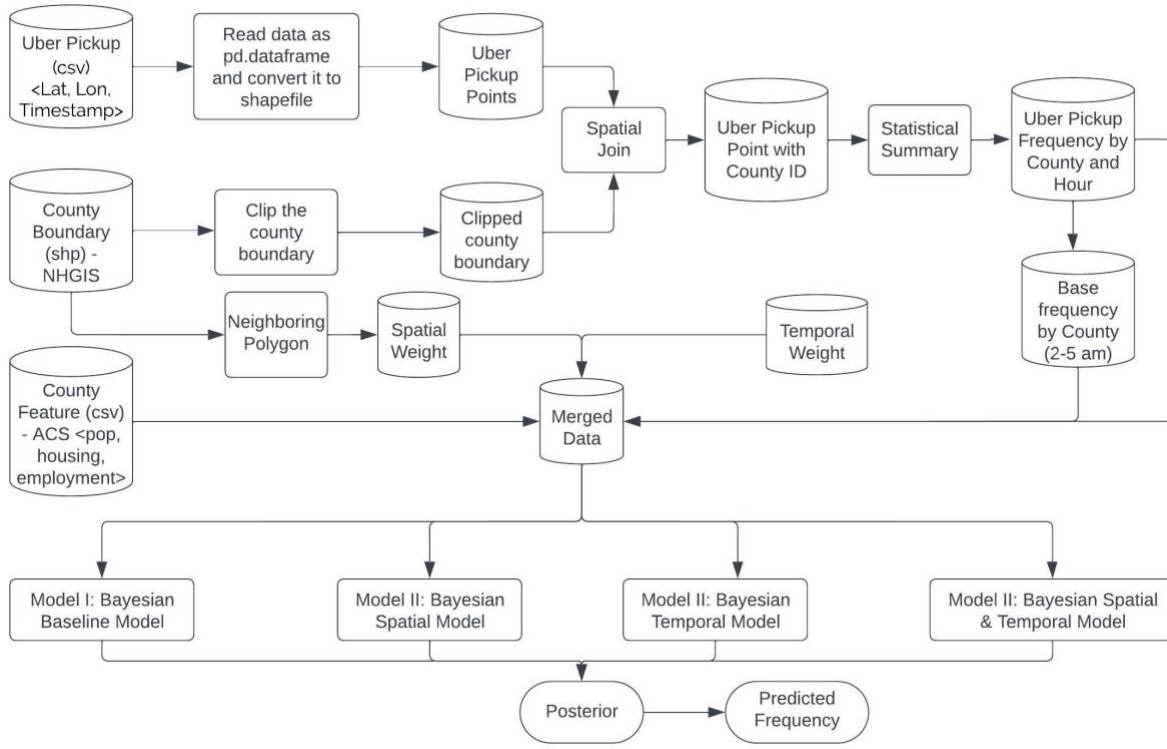 Uber Pickup
(csv)
<Lat, Lon,
Timestamp>
Read data as
pd.dataframe
and convert it to
shapefile
Uber
Pickup
Points
Spatial
Join
Uber Pickup
Point with
County ID
Statistical
Summary
Uber Pickup
Frequency by
County and
Hour
County
Boundary
(shp) -
NHGIS
Clip the
county
boundary
Clipped
county
boundary
Neighboring
Polygon
Spatial
Weight
Temporal
Weight
Base
frequency
by County
(2-5 am)
County
Feature (csv)
- ACS <pop,
housing,
employment>
Merged
Data
Model I: Bayesian
Baseline Model
Model II: Bayesian
Spatial Model
Model II: Bayesian
Temporal Model
Model II: Bayesian Spatial
& Temporal Model
Posterior
Predicted
Frequency